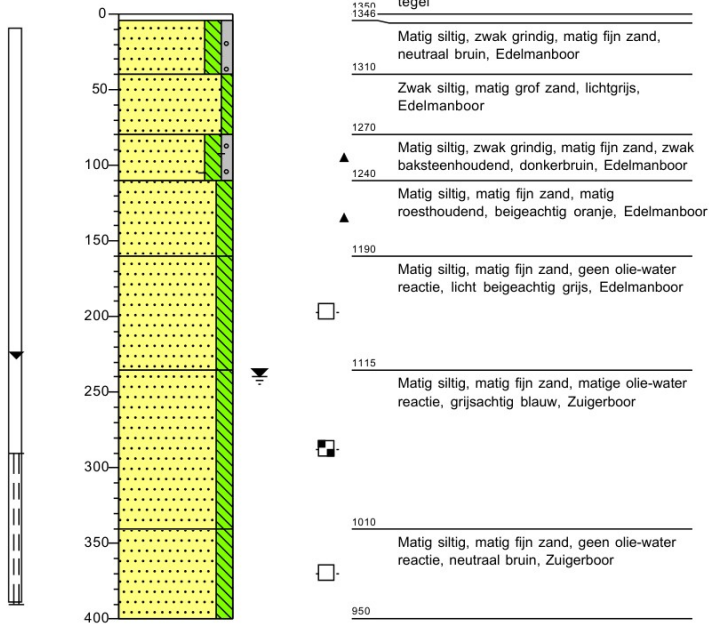 tegel
1350
1346
0
Matig siltig, zwak grindig, matig fijn zand,
neutraal bruin, Edelmanboor
1310
50
Zwak siltig, matig grof zand, lichtgrijs,
Edelmanboor
1270
Matig siltig, zwak grindig, matig fijn zand, zwak
baksteenhoudend, donkerbruin, Edelmanboor
100
1240
Matig siltig, matig fijn zand, matig
roesthoudend, beigeachtig oranje, Edelmanboor
150
1190
Matig siltig, matig fijn zand, geen olie-water
reactie, licht beigeachtig grijs, Edelmanboor
200
1115
Matig siltig, matig fijn zand, matige olie-water
reactie, grijsachtig blauw, Zuigerboor
250
300
1010
Matig siltig, matig fijn zand, geen olie-water
reactie, neutraal bruin, Zuigerboor
350
950
400